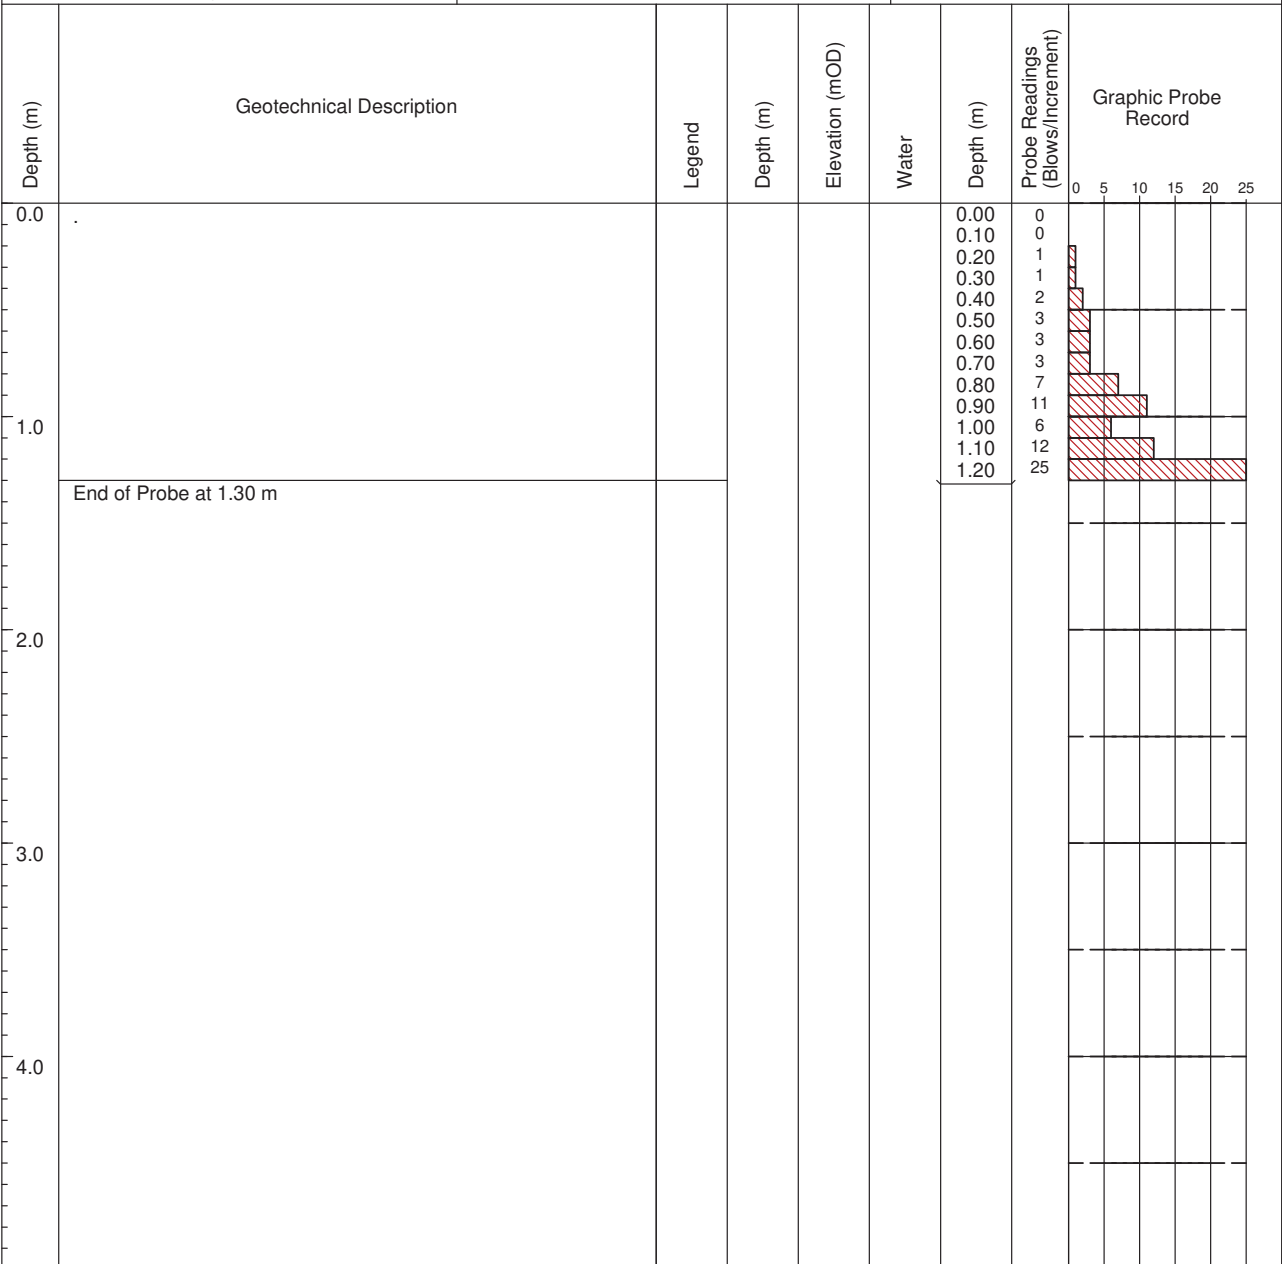 Depth (m)
Geotechnical Description
Legend
Depth (m)
Elevation (mOD)
Water
Depth (m)
Probe Readings
(Blows/Increment)
Graphic Probe
Record
0 5 10 15 20 25
0.0 . 0.00 0
0.10 0
0.20 1
0.30 1
0.40 2
0.50 3
0.60 3
0.70 3
0.80 7
0.90 11
1.0 1.00 6
1.10 12
1.20 25
End of Probe at 1.30 m
2.0
3.0
4.0